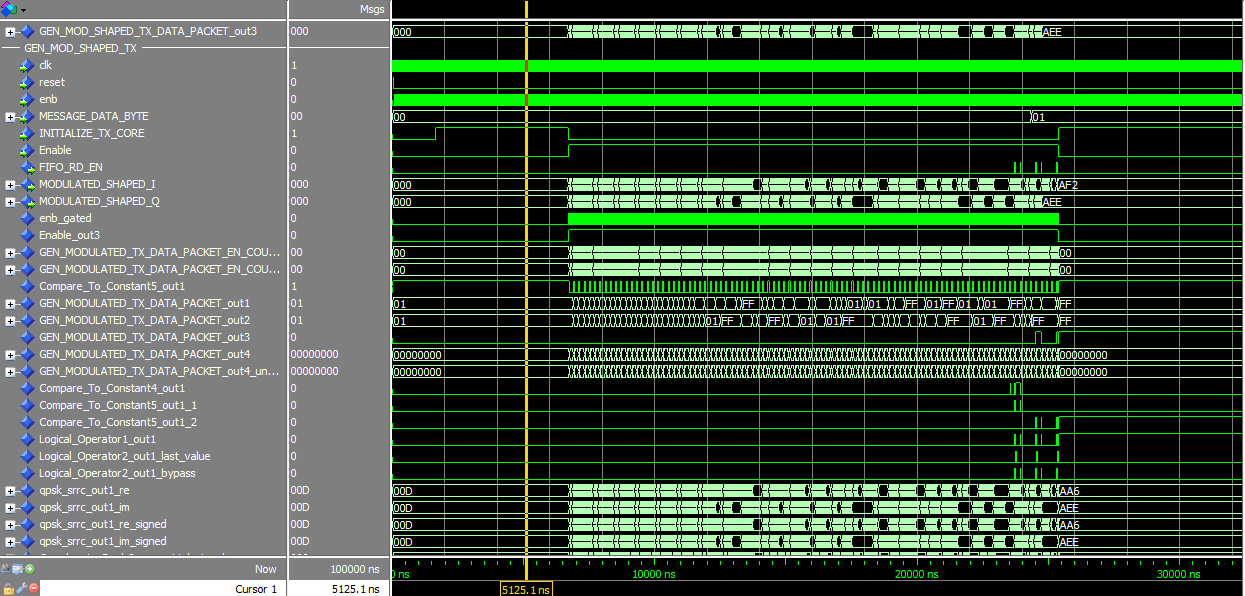 Msgs
GEN_MOD_SHAPED_TX_DATA_PACKET_out3 000 000 AEE
GEN_MOD_SHAPED_TX
clk 1
reset 0
enb 0
MESSAGE_DATA_BYTE 00 00 01
INITIALIZE_TX_CORE 1
Enable 0
FIFO_RD_EN 0
MODULATED_SHAPED_I 000 000 AF2
MODULATED_SHAPED_Q 000 000 AEE
enb_gated 0
Enable_out3 0
GEN_MODULATED_TX_DATA_PACKET_EN_COU... 00 00 00
GEN_MODULATED_TX_DATA_PACKET_EN_COU... 00 00 00
Compare_To_Constant5_out1 1
GEN_MODULATED_TX_DATA_PACKET_out1 01 01 FF 01 01 FF 01 FF 01 01 FF FF
GEN_MODULATED_TX_DATA_PACKET_out2 01 01 01 FF FF 01 01 FF FF 01 FF FF FF
GEN_MODULATED_TX_DATA_PACKET_out3 0
GEN_MODULATED_TX_DATA_PACKET_out4 00000000 00000000 00000000
GEN_MODULATED_TX_DATA_PACKET_out4_un... 00000000 00000000 00000000
Compare_To_Constant4_out1 0
Compare_To_Constant5_out1_1 0
Compare_To_Constant5_out1_2 0
Logical_Operator1_out1 0
Logical_Operator2_out1_last_value 0
Logical_Operator2_out1_bypass 0
qpsk_srrc_out1_re 00D 00D AA6
qpsk_srrc_out1_im 00D 00D AEE
qpsk_srrc_out1_re_signed 00D 00D AA6
qpsk_srrc_out1_im_signed 00D 00D AEE
Now 100000 ns ns 10000 ns 20000 ns 30000 ns
Cursor 1 5125.1 ns 5125.1 ns